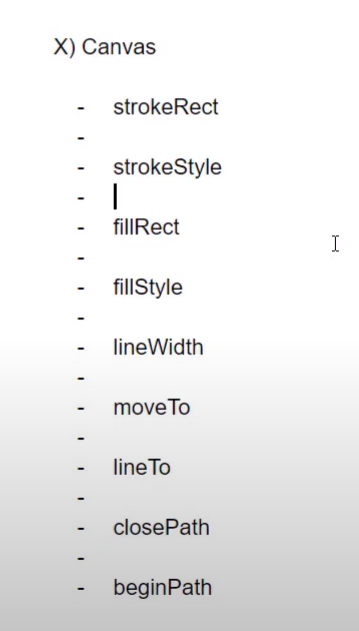 X) Canvas
- strokeRect
-
- strokeStyle
-
- fillRect
-
- fillStyle
-
- lineWidth
-
- moveTo
-
- lineTo
-
- closePath
-
- beginPath